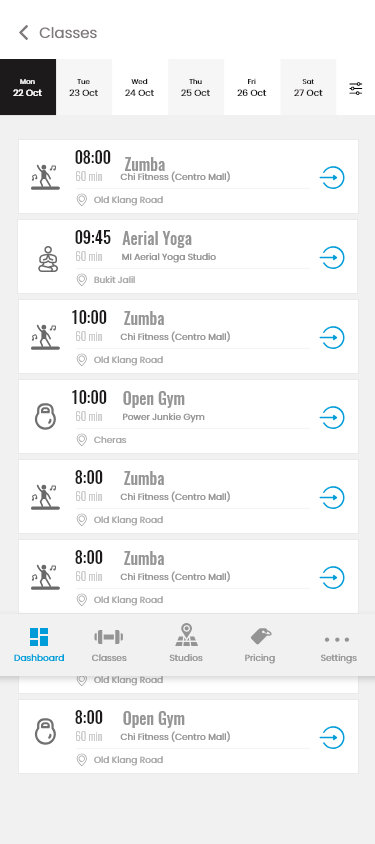 Classes
Mon Tue Wed Thu Fri Sat
22 Oct 23 Oct 24 Oct 25 Oct 26 Oct 27 Oct
08:00 Zumba
60 min Chi Fitness (Centro Mall)
Old Klang Road
09:45 Aerial Yoga
60 min MI Aerial Yoga Studio
Bukit Jalil
10:00 Zumba
60 min Chi Fitness (Centro Mall)
Old Klang Road
10:00 Open Gym
60 min Power Junkie Gym
Cheras
8:00 Zumba
60 min Chi Fitness (Centro Mall)
Old Klang Road
8:00 Zumba
60 min Chi Fitness (Centro Mall)
Old Klang Road
Dashboard Classes Studios Pricing Settings
Old Klang Road
8:00 Open Gym
60 min Chi Fitness (Centro Mall)
Old Klang Road